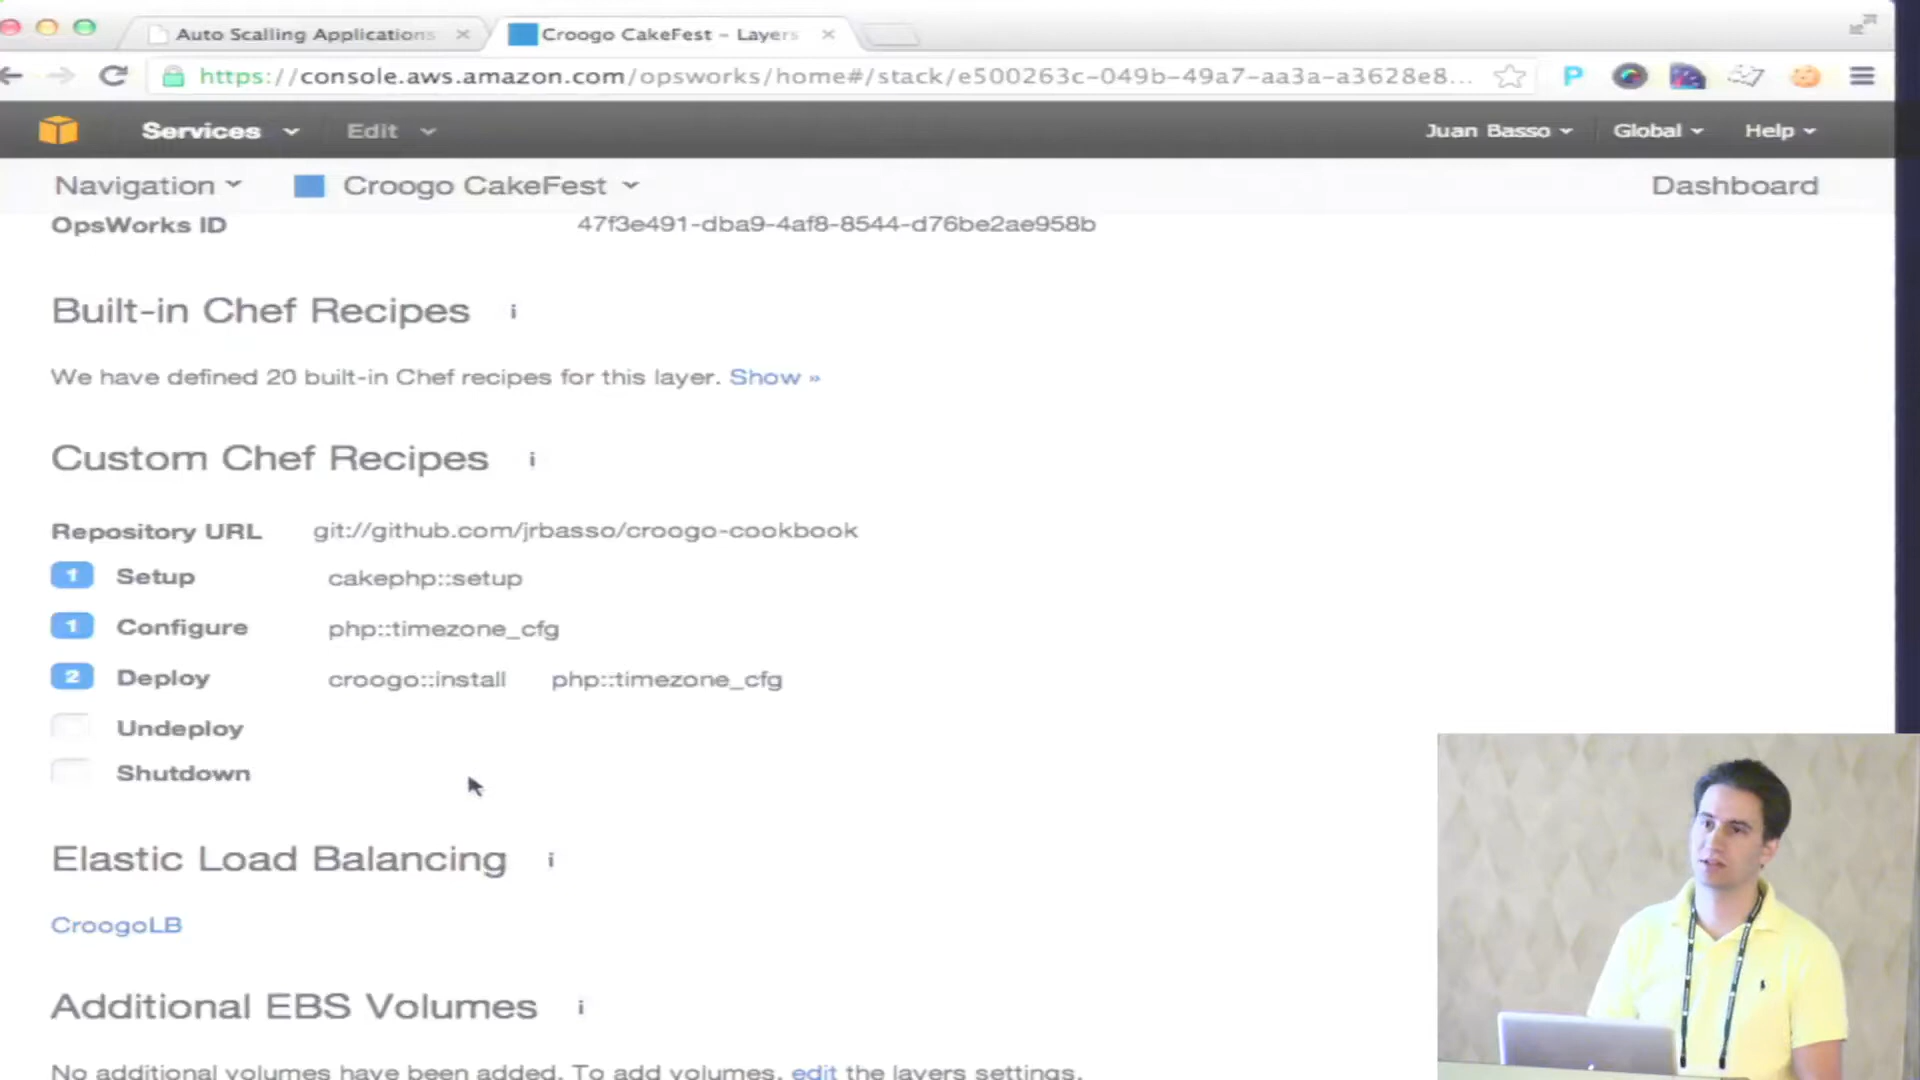 Auto Scalling Applications
Croogo CakeFest – Layers
https://console.aws.amazon.com/opsworks/home#/stack/e500263c-049b-49a7-aa3a-a3628e8...
P
Services Edit Juan Basso Global Help
Navigation Croogo CakeFest Dashboard
OpsWorks ID 47f3e491-dba9-4af8-8544-d76be2ae958b
Built-in Chef Recipes i
We have defined 20 built-in Chef recipes for this layer. Show »
Custom Chef Recipes i
Repository URL git://github.com/jrbasso/croogo-cookbook
1 Setup cakephp::setup
1 Configure php::timezone_cfg
2 Deploy croogo::install php::timezone_cfg
Undeploy
Shutdown
Elastic Load Balancing i
CroogoLB
Additional EBS Volumes i
No additional volumes have been added. To add volumes, edit the layers settings.